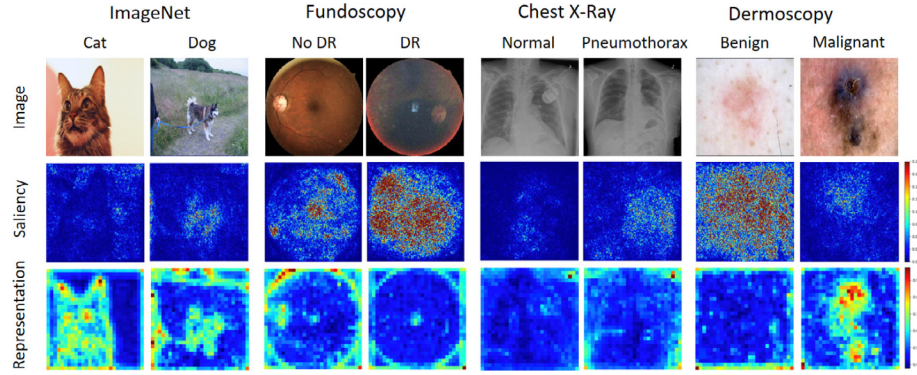 ImageNet Fundoscopy Chest X-Ray Dermoscopy
Cat Dog No DR DR Normal Pneumothorax Benign Malignant
Image
Saliency
Representation